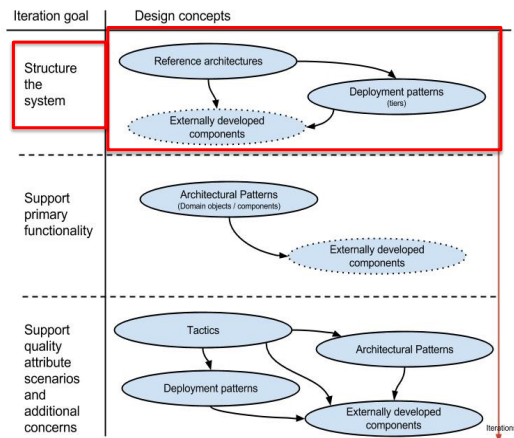 Iteration goal
Design concepts
Structure
the
system
Reference architectures
Deployment patterns
(tiers)
Externally developed
components
Support
primary
functionality
Architectural Patterns
(Domain objects / components)
Externally developed
components
Support
quality
attribute
scenarios
and
additional
concerns
Tactics
Architectural Patterns
Deployment patterns
Externally developed
components